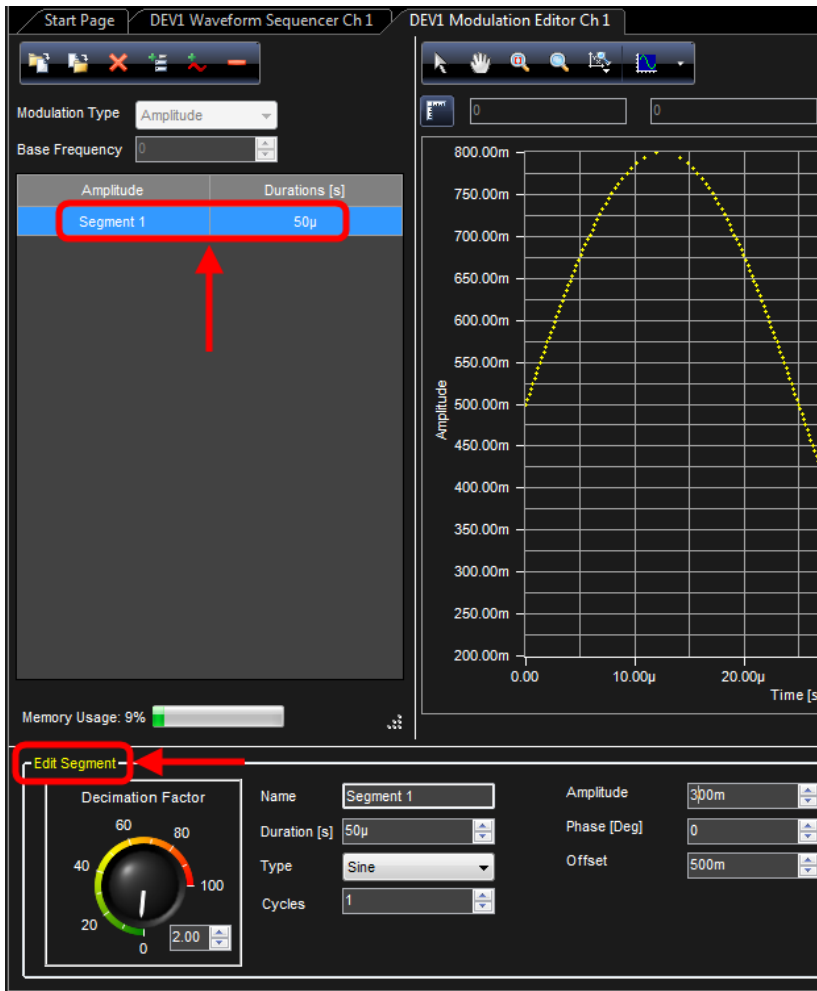 Start Page DEV1 Waveform Sequencer Ch 1 DEV1 Modulation Editor Ch 1
Modulation Type Amplitude
Base Frequency 0
Amplitude Durations [s]
Segment 1 50µ
Memory Usage: 9%
0 0
800.00m
750.00m
700.00m
650.00m
600.00m
550.00m
500.00m
450.00m
400.00m
350.00m
300.00m
250.00m
200.00m
Amplitude
0.00 10.00µ 20.00µ
Time [s
Edit Segment
Decimation Factor
0 20 40 60 80 100
2.00
Name Segment 1
Duration [s] 50µ
Type Sine
Cycles 1
Amplitude 300m
Phase [Deg] 0
Offset 500m